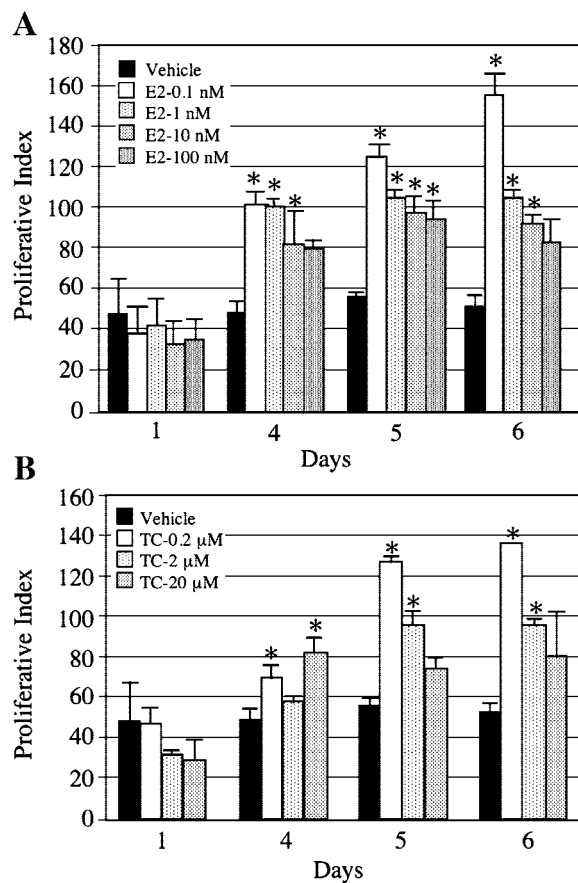 A
Proliferative Index
180
160
140
120
100
80
60
40
20
0
Vehicle
E2-0.1 nM
E2-1 nM
E2-10 nM
E2-100 nM
* * *
* * * *
* * *
1 4 5 6
Days
B
Proliferative Index
160
140
120
100
80
60
40
20
0
Vehicle
TC-0.2 µM
TC-2 µM
TC-20 µM
* *
* *
* *
1 4 5 6
Days